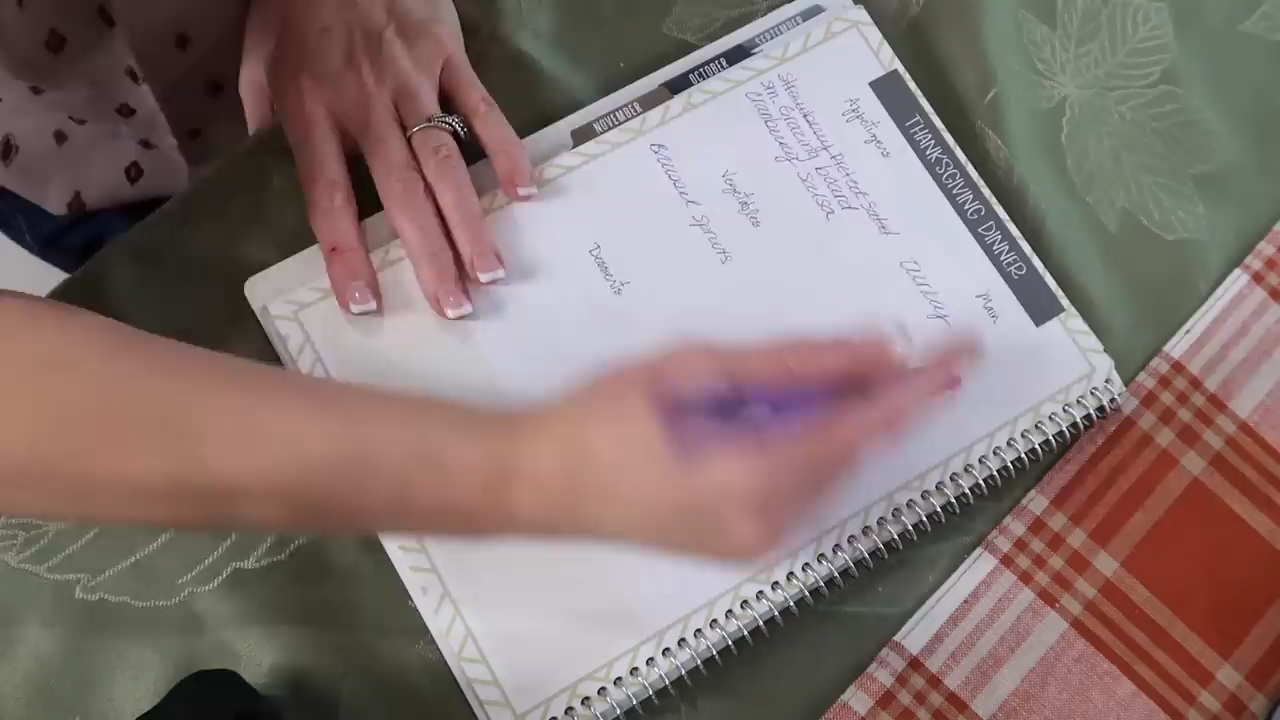 SEPTEMBER
OCTOBER
NOVEMBER
THANKSGIVING DINNER
Appetizers
Strawberry Pretzel Salad
sm. Grazing board
cranberry salsa
Main
Turkey
Vegetables
Brussel Sprouts
Desserts